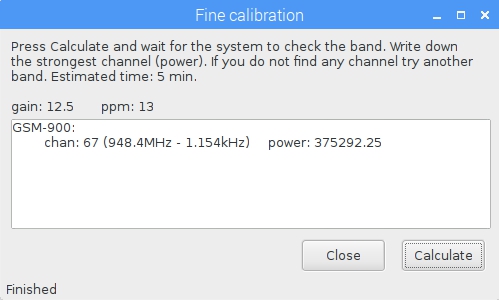 Fine calibration
Press Calculate and wait for the system to check the band. Write down
the strongest channel (power). If you do not find any channel try another
band. Estimated time: 5 min.
gain: 12.5 ppm: 13
GSM-900:
chan: 67 (948.4MHz - 1.154kHz) power: 375292.25
Close Calculate
Finished